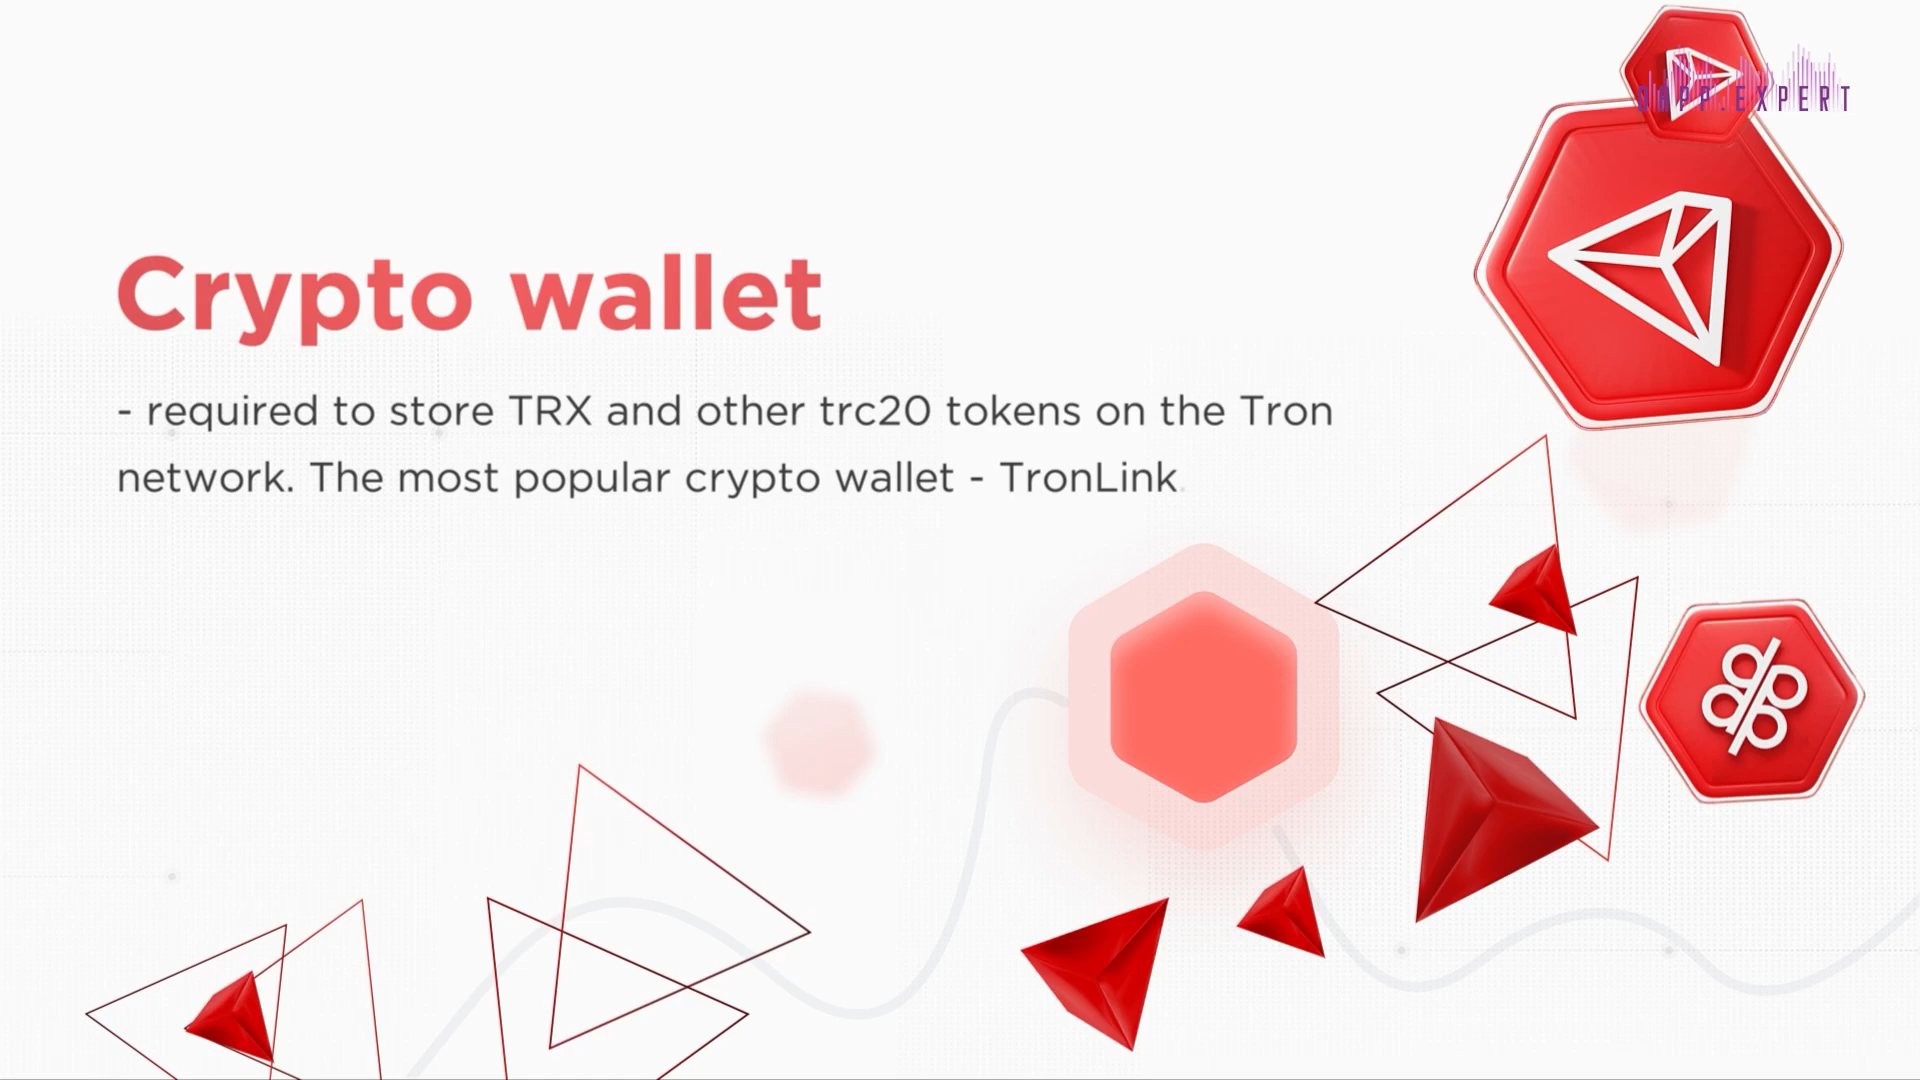 DAPP.EXPERT
Crypto wallet
- required to store TRX and other trc20 tokens on the Tron
network. The most popular crypto wallet - TronLink.